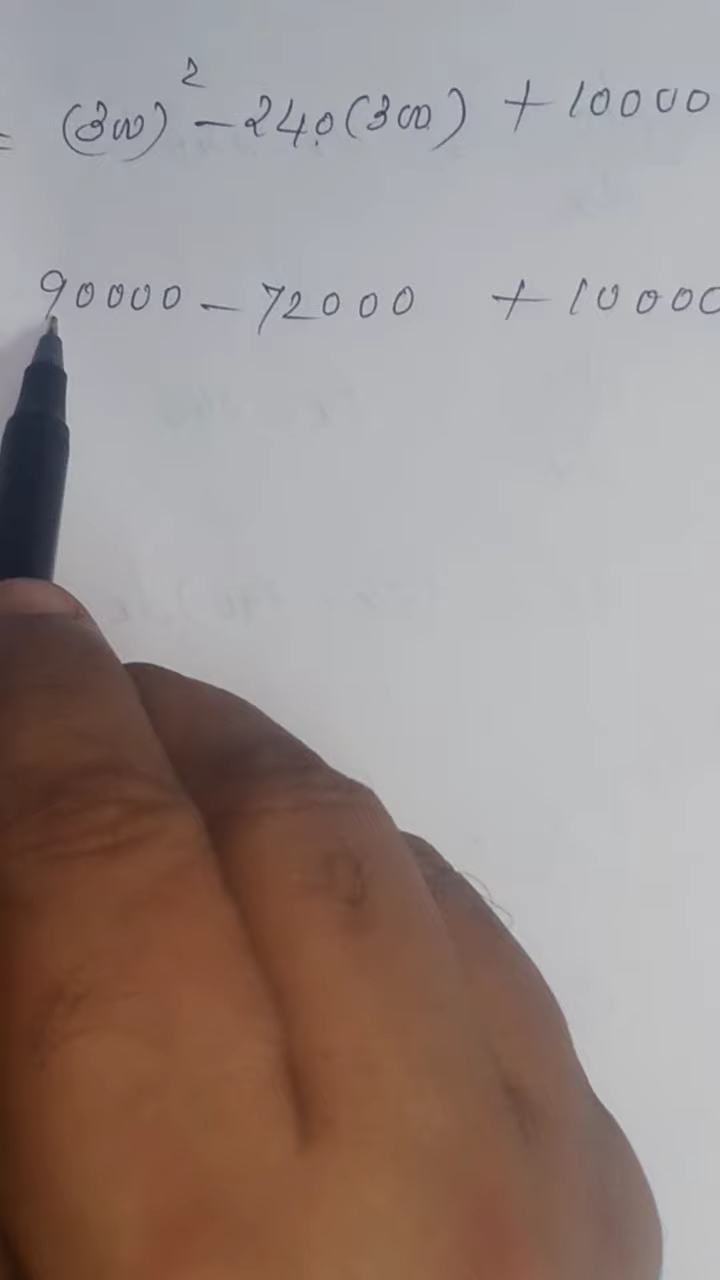 = (300)² - 240(300) + 10000
90000 - 72000 + 10000